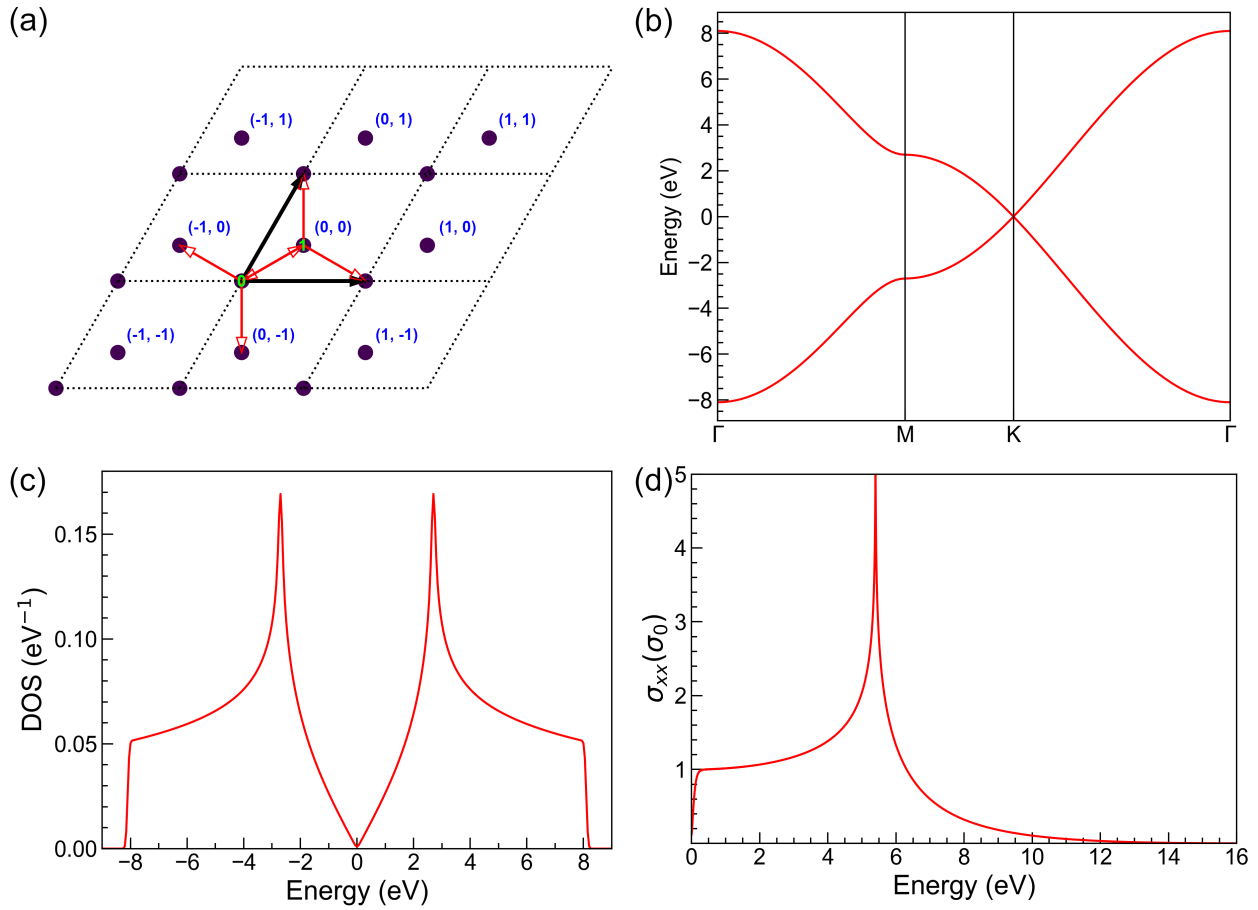 (a)
(-1, 1)
(0, 1)
(1, 1)
(-1, 0)
(0, 0)
(1, 0)
0
1
(-1, -1)
(0, -1)
(1, -1)
(b)
Energy (eV)
8
6
4
2
0
−2
−4
−6
−8
Γ M K Γ
(c)
DOS (eV⁻¹)
0.15
0.10
0.05
0.00
−8 −6 −4 −2 0 2 4 6 8
Energy (eV)
(d)
σxx(σ0)
5
4
3
2
1
0 2 4 6 8 10 12 14 16
Energy (eV)